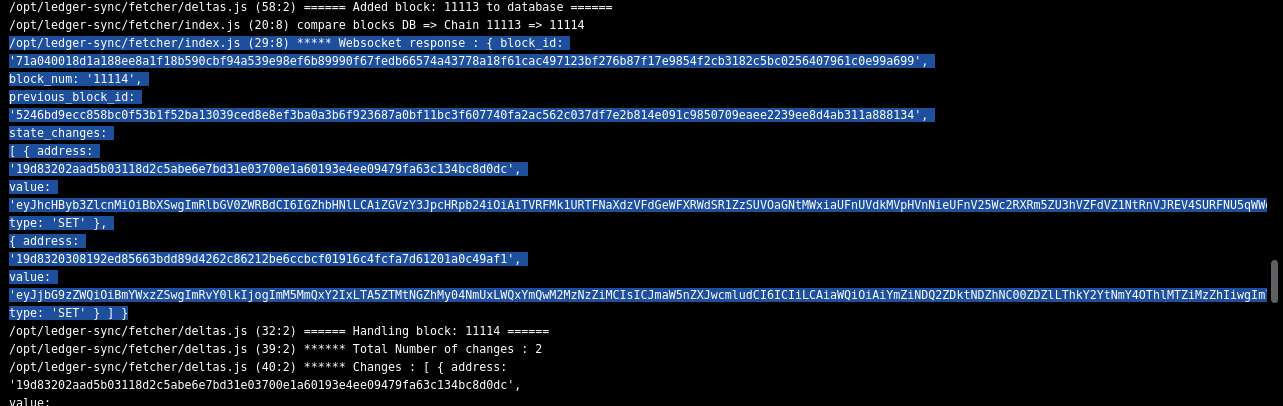 /opt/ledger-sync/fetcher/deltas.js (58:2) ====== Added block: 11113 to database ======
/opt/ledger-sync/fetcher/index.js (20:8) compare blocks DB => Chain 11113 => 11114
/opt/ledger-sync/fetcher/index.js (29:8) ***** Websocket response : { block_id:
'71a040018d1a188ee8a1f18b590cbf94a539e98ef6b89990f67fedb66574a43778a18f61cac497123bf276b87f17e9854f2cb3182c5bc0256407961c0e99a699',
block_num: '11114',
previous_block_id:
'5246bd9ecc858bc0f53b1f52ba13039ced8e8ef3ba0a3b6f923687a0bf11bc3f607740fa2ac562c037df7e2b814e091c9850709eaee2239ee8d4ab311a888134',
state_changes:
[ { address:
'19d83202aad5b03118d2c5abe6e7bd31e03700e1a60193e4ee09479fa63c134bc8d0dc',
value:
type: 'SET' },
{ address:
'19d8320308192ed85663bdd89d4262c86212be6ccbcf01916c4fcfa7d61201a0c49af1',
value:
type: 'SET' } ] }
/opt/ledger-sync/fetcher/deltas.js (32:2) ====== Handling block: 11114 ======
/opt/ledger-sync/fetcher/deltas.js (39:2) ****** Total Number of changes : 2
/opt/ledger-sync/fetcher/deltas.js (40:2) ****** Changes : [ { address:
'19d83202aad5b03118d2c5abe6e7bd31e03700e1a60193e4ee09479fa63c134bc8d0dc',
value: